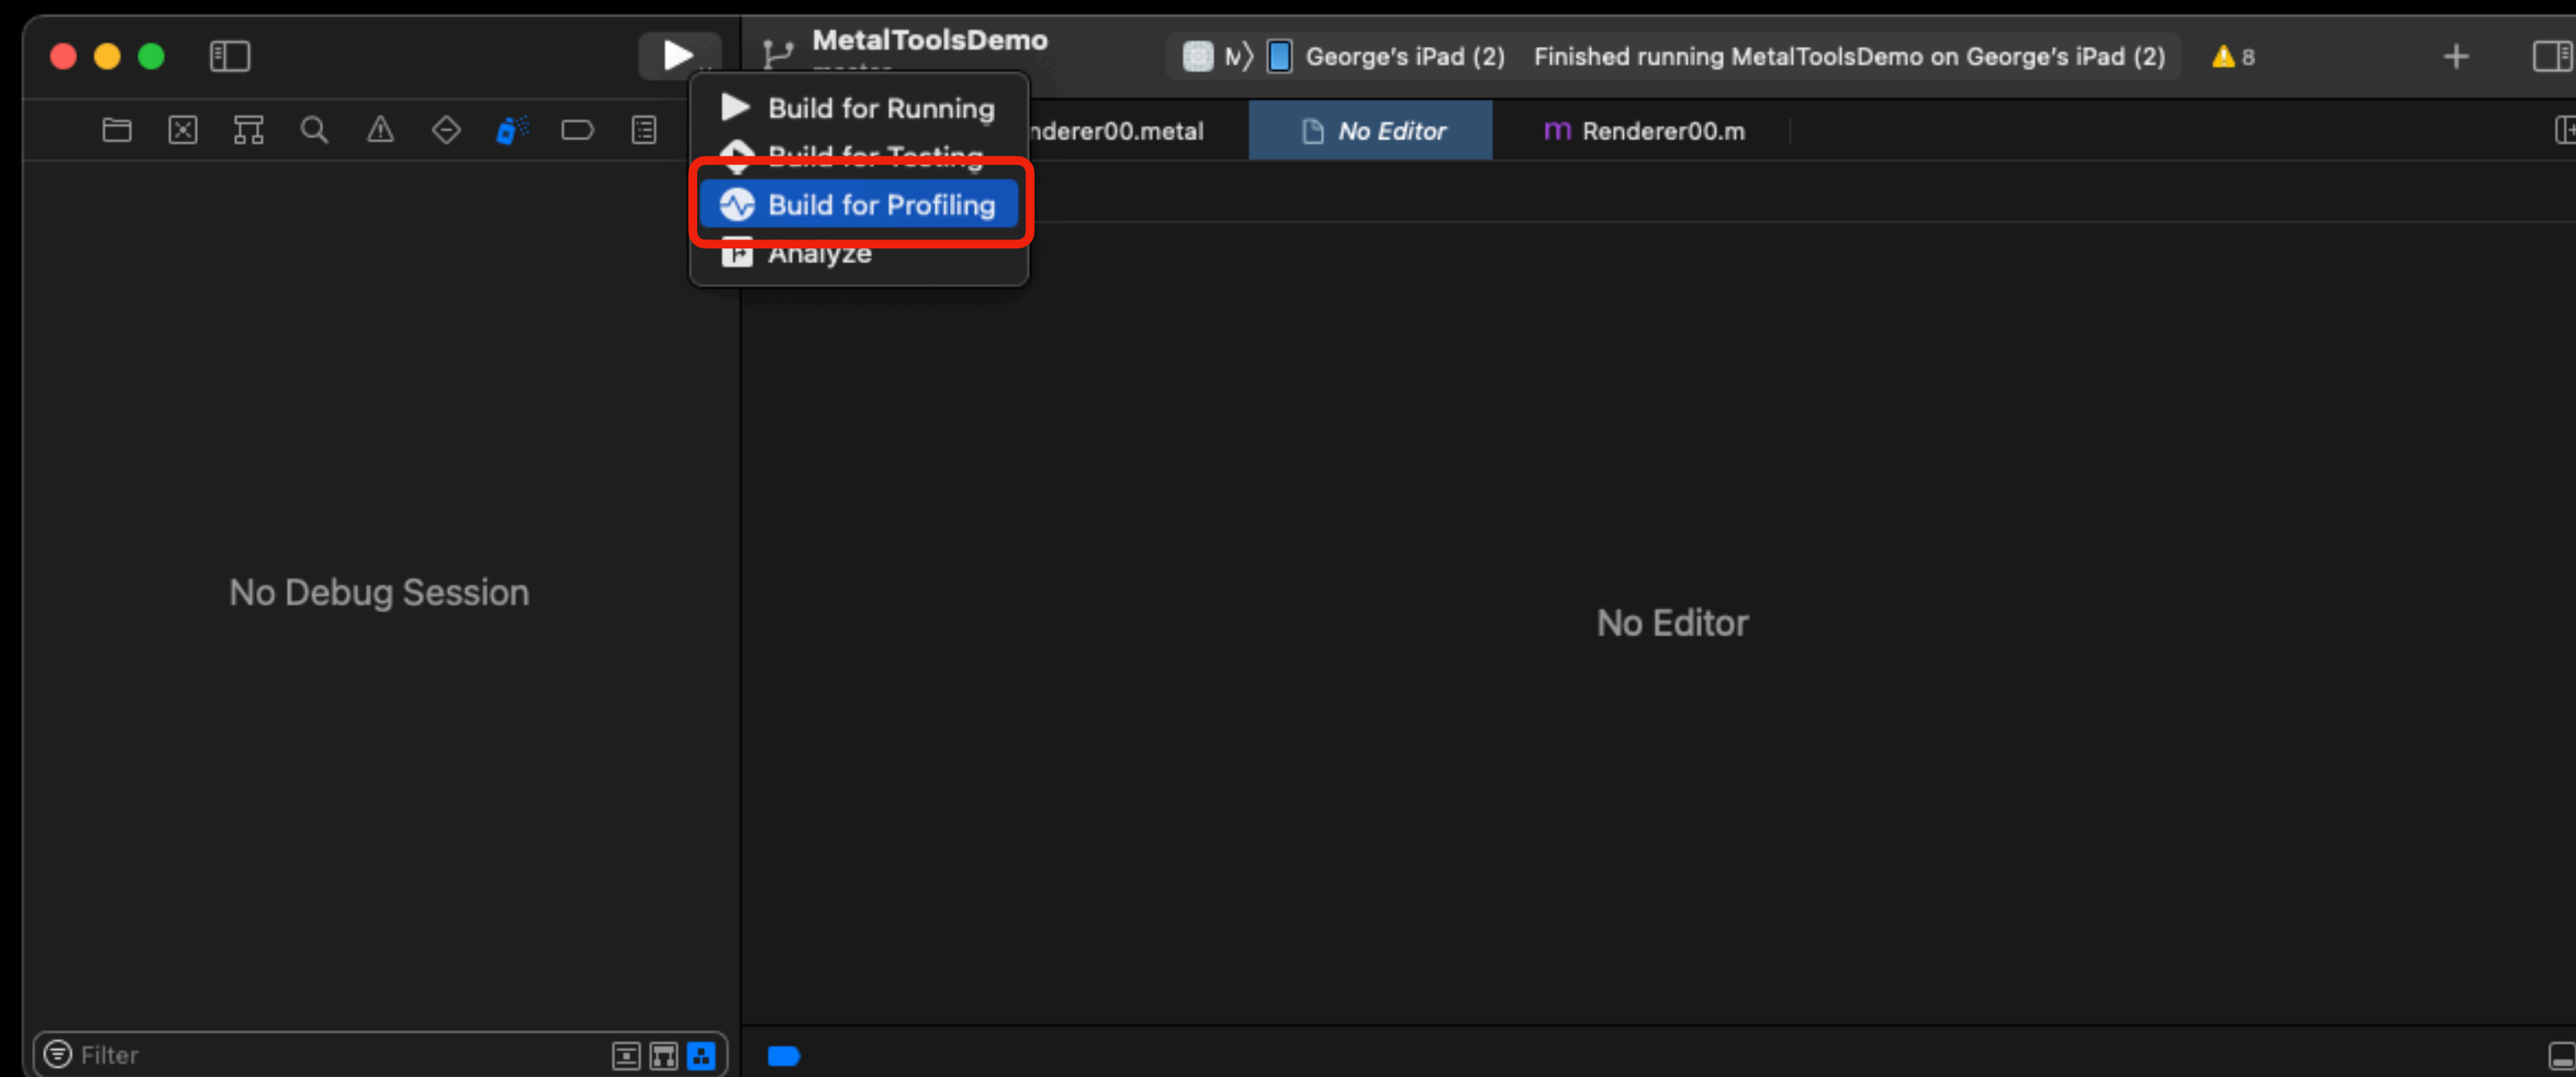 MetalToolsDemo
M〉 George's iPad (2) Finished running MetalToolsDemo on George's iPad (2) 8
Build for Running
Build for Testing
Build for Profiling
Analyze
nderer00.metal
No Editor
m Renderer00.m
No Debug Session
No Editor
Filter